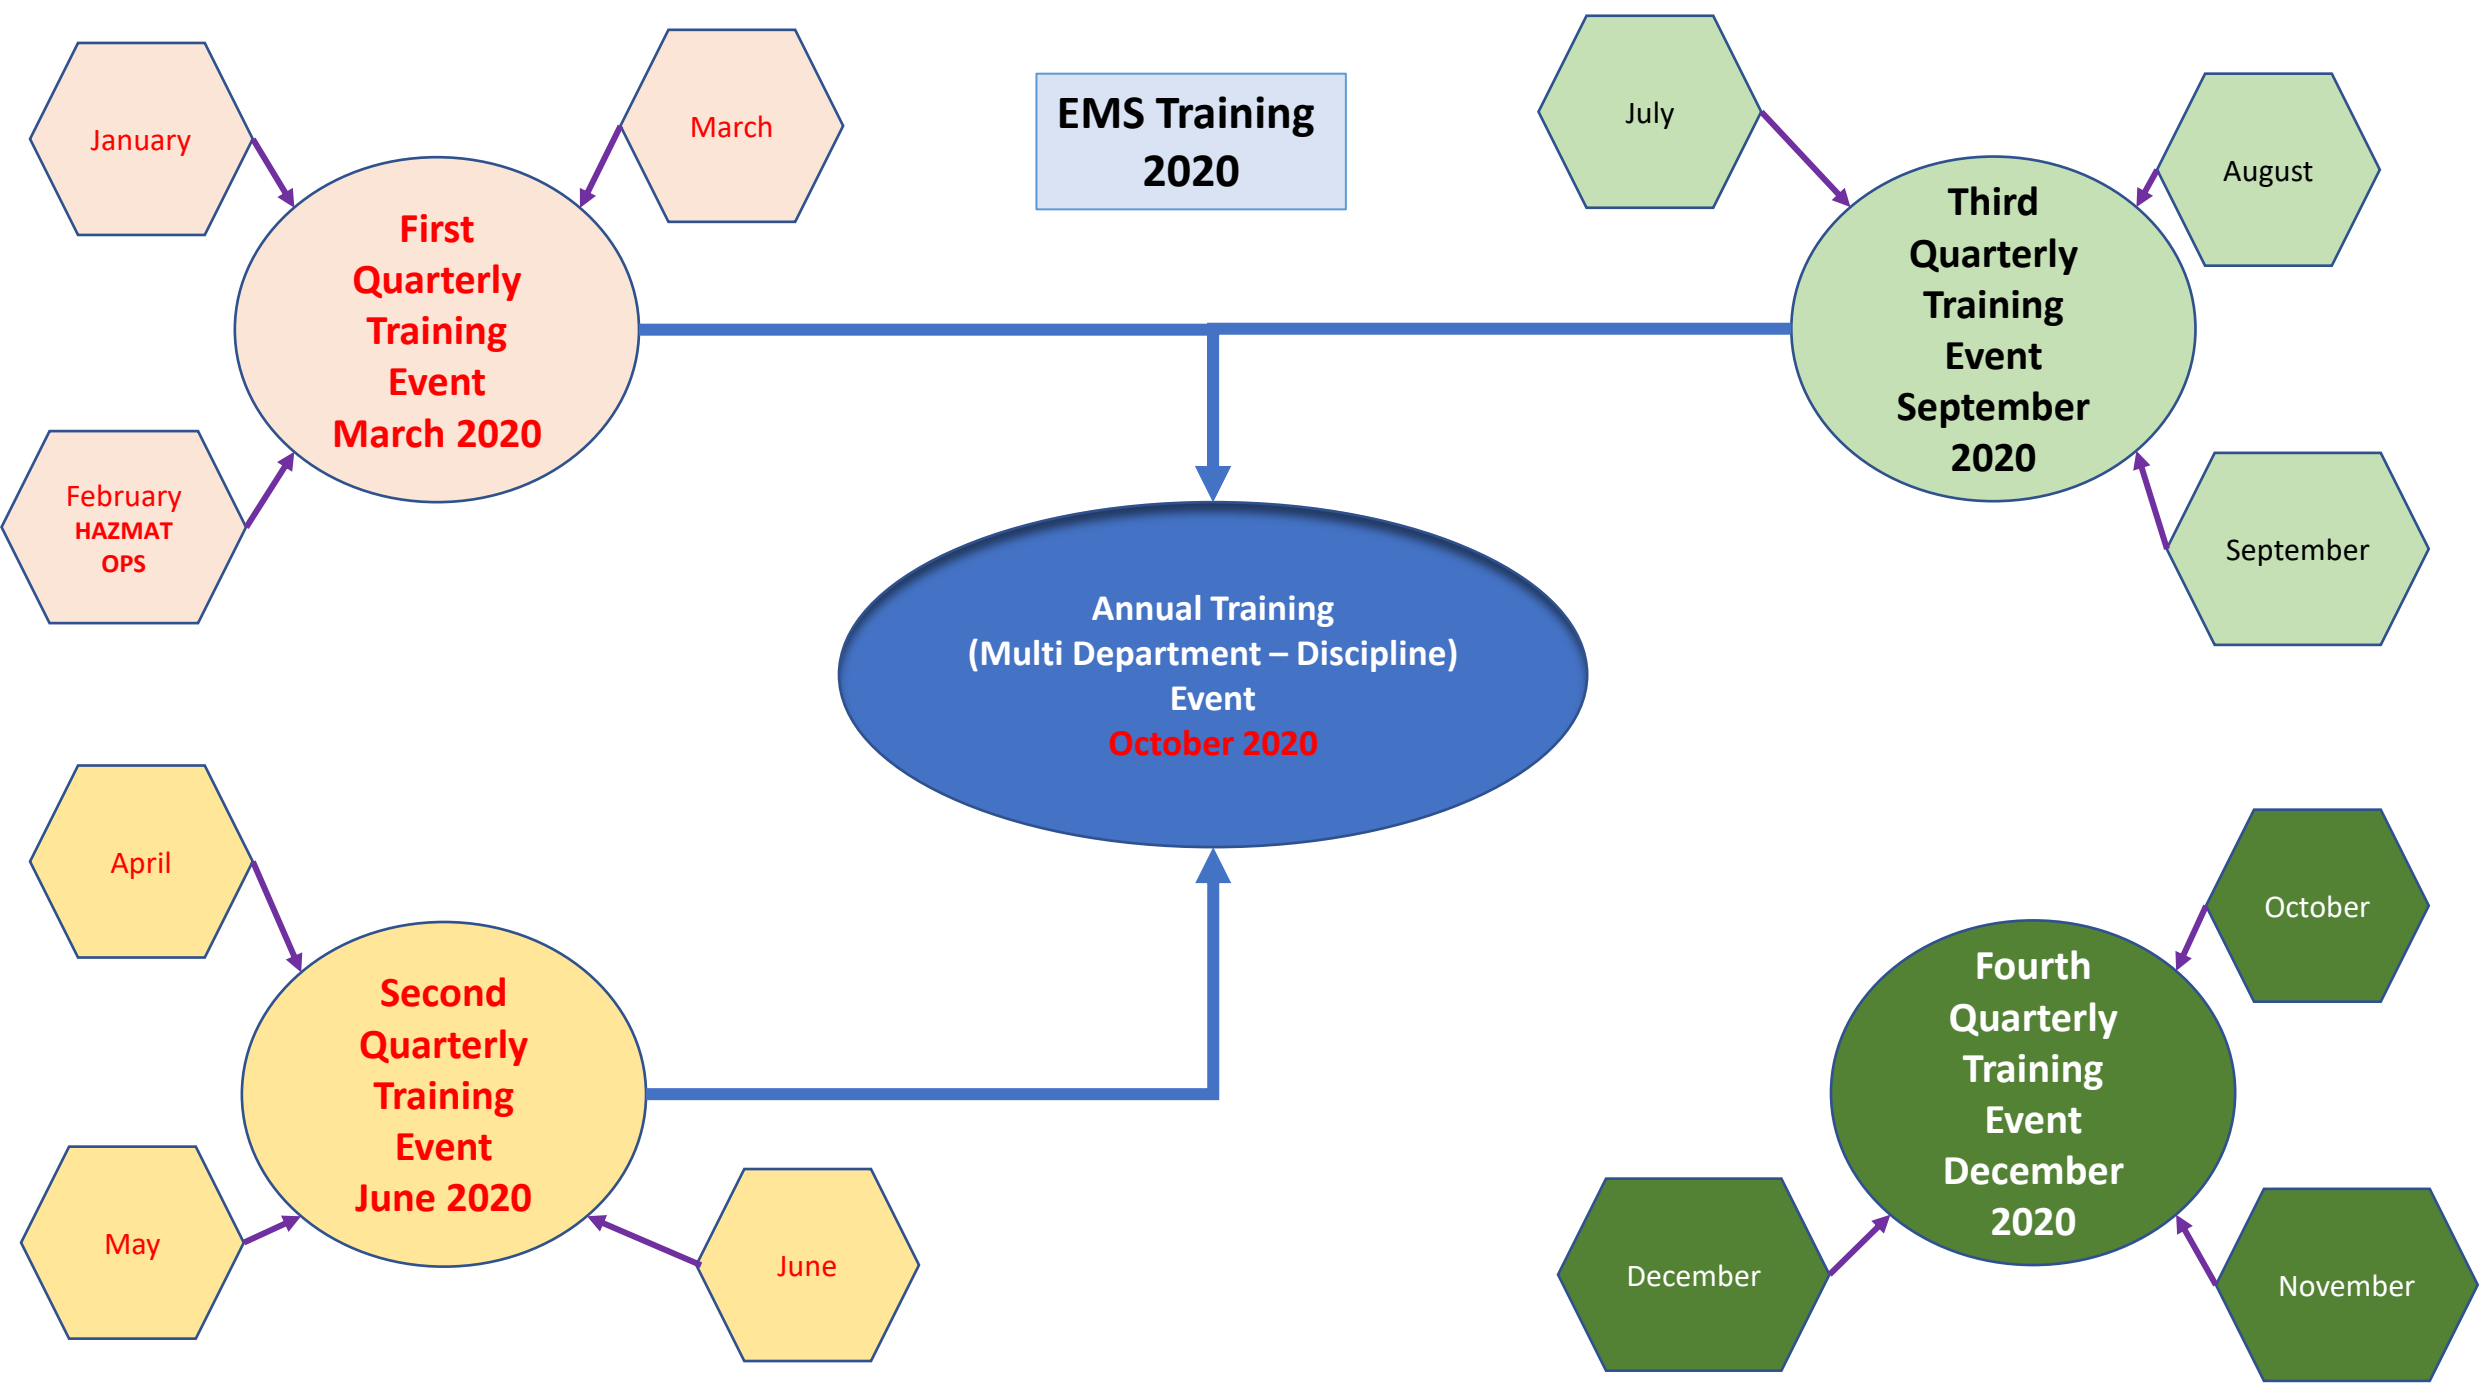 EMS Training
2020
January
March
First
Quarterly
Training
Event
March 2020
February
HAZMAT
OPS
July
August
Third
Quarterly
Training
Event
September
2020
September
Annual Training
(Multi Department – Discipline)
Event
October 2020
April
Second
Quarterly
Training
Event
June 2020
May
June
October
Fourth
Quarterly
Training
Event
December
2020
December
November